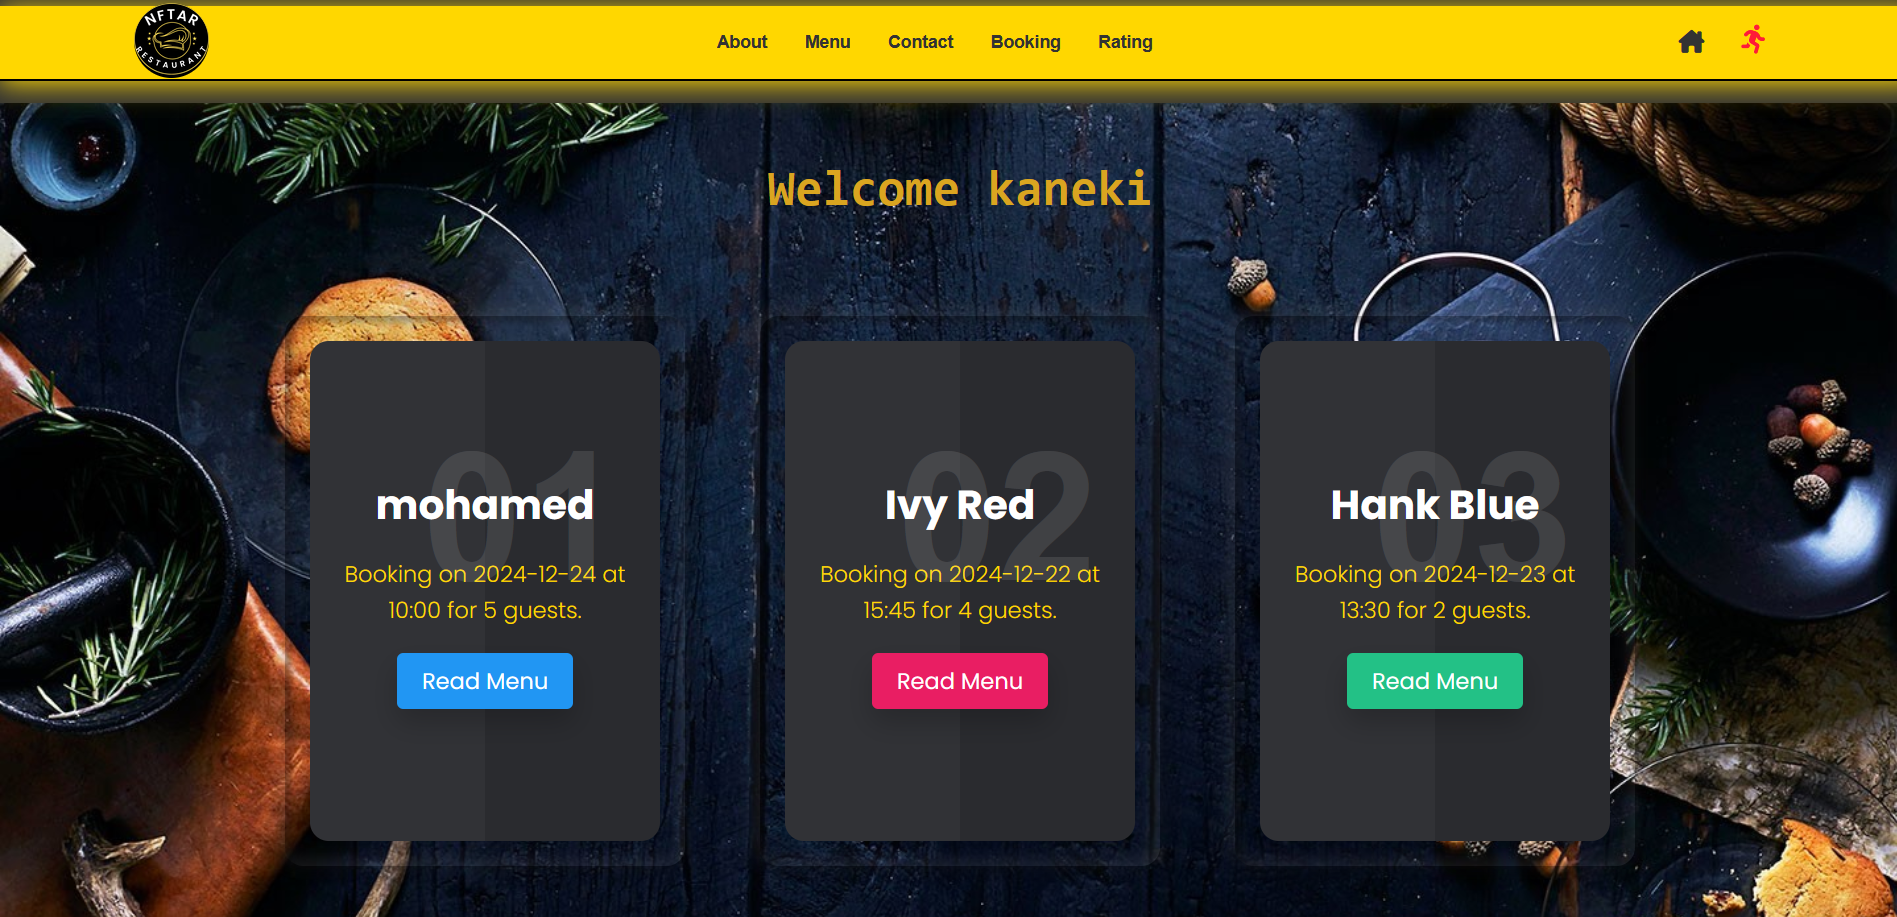 NFTAR
RESTAURANT
About Menu Contact Booking Rating
Welcome kaneki
01
mohamed
Booking on 2024-12-24 at
10:00 for 5 guests.
Read Menu
02
Ivy Red
Booking on 2024-12-22 at
15:45 for 4 guests.
Read Menu
03
Hank Blue
Booking on 2024-12-23 at
13:30 for 2 guests.
Read Menu